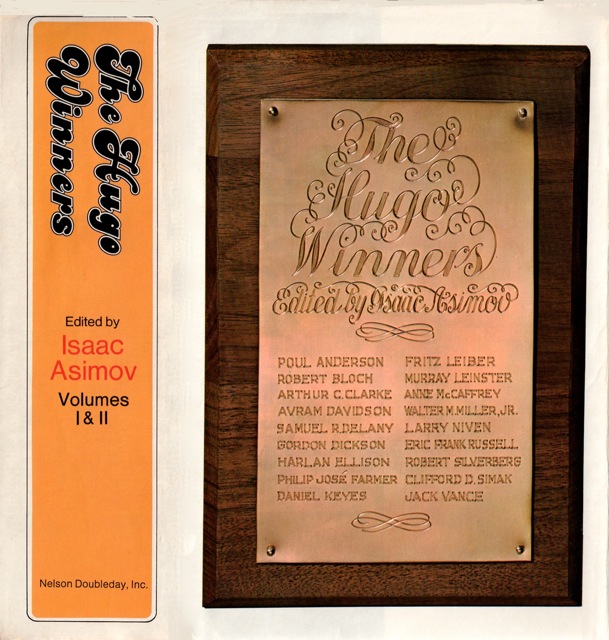 The Hugo
Winners
Edited by
Isaac
Asimov
Volumes
I & II
Nelson Doubleday, Inc.
The
Hugo
Winners
Edited by Isaac Asimov
POUL ANDERSON
ROBERT BLOCH
ARTHUR C. CLARKE
AVRAM DAVIDSON
SAMUEL R. DELANY
GORDON DICKSON
HARLAN ELLISON
PHILIP JOSÉ FARMER
DANIEL KEYES
FRITZ LEIBER
MURRAY LEINSTER
ANNE McCAFFREY
WALTER M. MILLER, JR.
LARRY NIVEN
ERIC FRANK RUSSELL
ROBERT SILVERBERG
CLIFFORD D. SIMAK
JACK VANCE